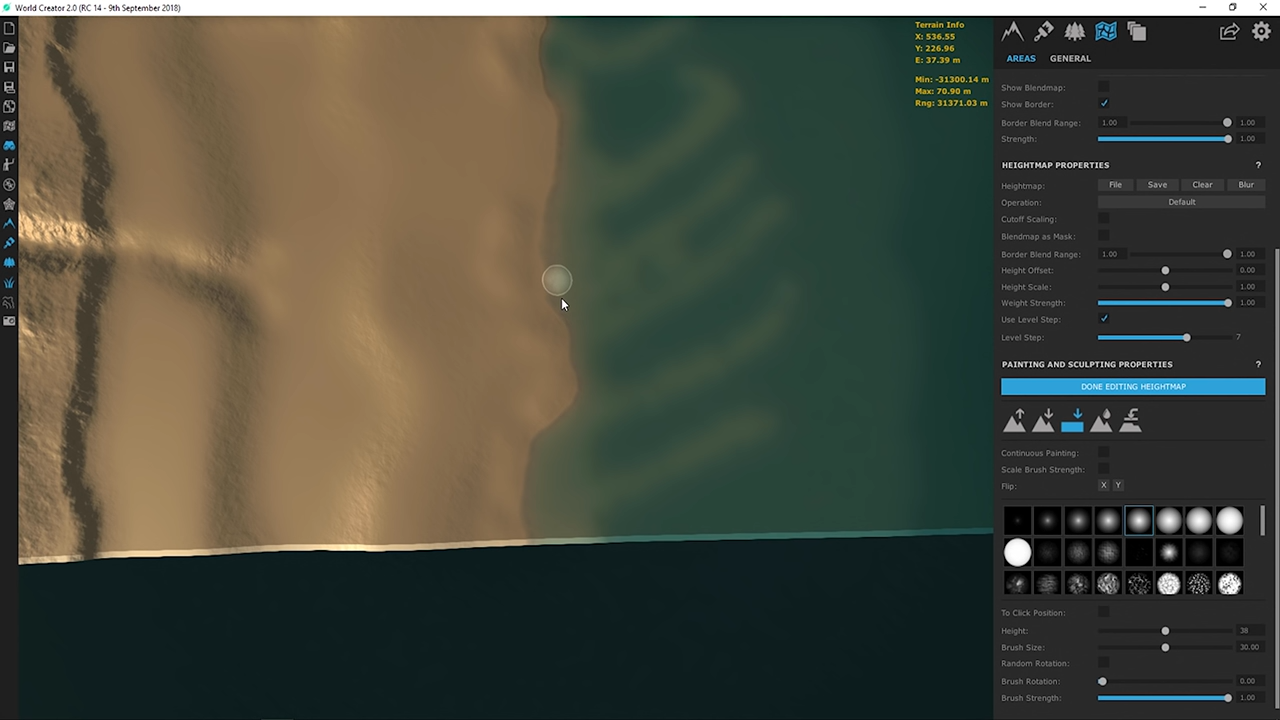 World Creator 2.0 (RC 14 - 9th September 2018)
Terrain Info
X: 536.55
Y: 226.96
E: 37.39 m
Min: -31300.14 m
Max: 70.90 m
Rng: 31371.03 m
AREAS GENERAL
Show Blendmap:
Show Border:
Border Blend Range: 1.00 1.00
Strength: 1.00
HEIGHTMAP PROPERTIES ?
Heightmap: File Save Clear Blur
Operation: Default
Cutoff Scaling:
Blendmap as Mask:
Border Blend Range: 1.00 1.00
Height Offset: 0.00
Height Scale: 1.00
Weight Strength: 1.00
Use Level Step:
Level Step: 7
PAINTING AND SCULPTING PROPERTIES ?
DONE EDITING HEIGHTMAP
Continuous Painting:
Scale Brush Strength:
Flip: X Y
To Click Position:
Height: 38
Brush Size: 30.00
Random Rotation:
Brush Rotation: 0.00
Brush Strength: 1.00